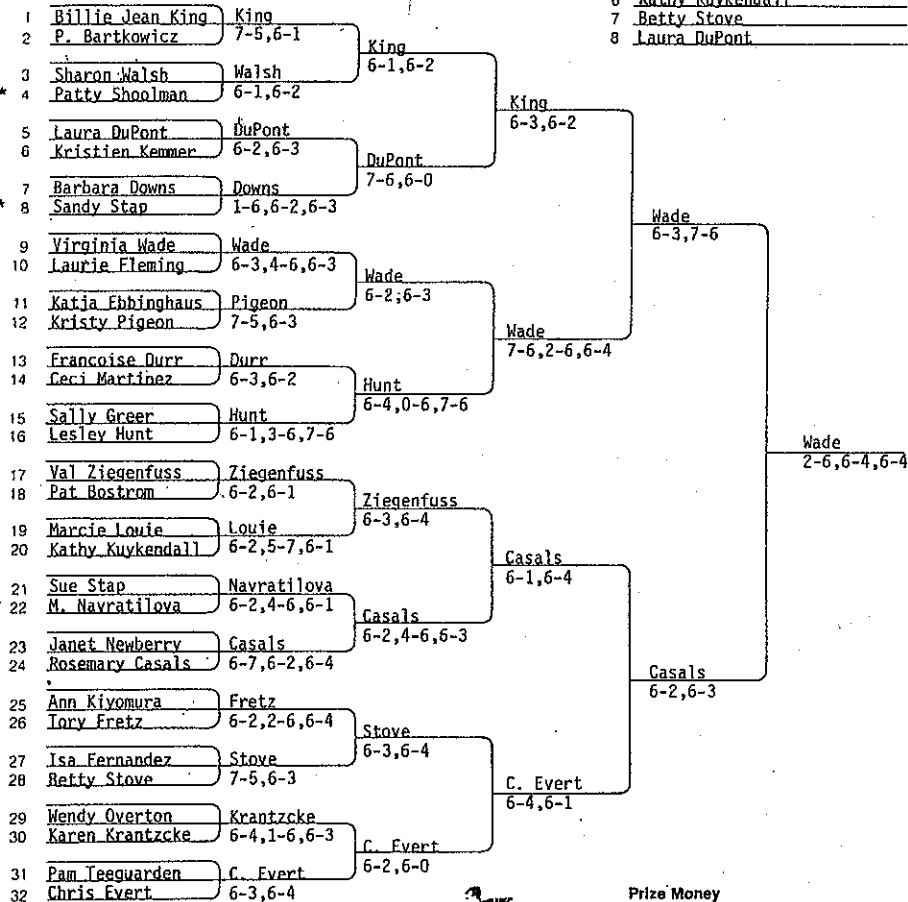 1 Billie Jean King
2 P. Bartkowicz
3 Sharon Walsh
* 4 Patty Shoolman
5 Laura DuPont
6 Kristien Kemmer
7 Barbara Downs
* 8 Sandy Stap
9 Virginia Wade
10 Laurie Fleming
11 Katja Ebbinghaus
12 Kristy Pigeon
13 Francoise Durr
14 Ceci Martinez
15 Sally Greer
16 Lesley Hunt
17 Val Ziegenfuss
18 Pat Bostrom
19 Marcie Louie
20 Kathy Kuykendall
21 Sue Stap
22 M. Navratilova
23 Janet Newberry
24 Rosemary Casals
25 Ann Kiyomura
26 Tory Fretz
27 Isa Fernandez
28 Betty Stove
29 Wendy Overton
30 Karen Krantzcke
31 Pam Teeguarden
32 Chris Evert
King
7-5,6-1
Walsh
6-1,6-2
DuPont
6-2,6-3
Downs
1-6,6-2,6-3
Wade
6-3,4-6,6-3
Pigeon
7-5,6-3
Durr
6-3,6-2
Hunt
6-1,3-6,7-6
Ziegenfuss
6-2,6-1
Louie
6-2,5-7,6-1
Navratilova
6-2,4-6,6-1
Casals
6-7,6-2,6-4
Fretz
6-2,2-6,6-4
Stove
7-5,6-3
Krantzcke
6-4,1-6,6-3
C. Evert
6-3,6-4
King
6-1,6-2
DuPont
7-6,6-0
Wade
6-2;6-3
Hunt
6-4,0-6,7-6
Ziegenfuss
6-3,6-4
Casals
6-2,4-6,6-3
Stove
6-3,6-4
C. Evert
6-2,6-0
King
6-3,6-2
Wade
7-6,2-6,6-4
Casals
6-1,6-4
C. Evert
6-4,6-1
Wade
6-3,7-6
Casals
6-2,6-3
Wade
2-6,6-4,6-4
6 Kathy Kuykendall
7 Betty Stove
8 Laura DuPont
Prize Money